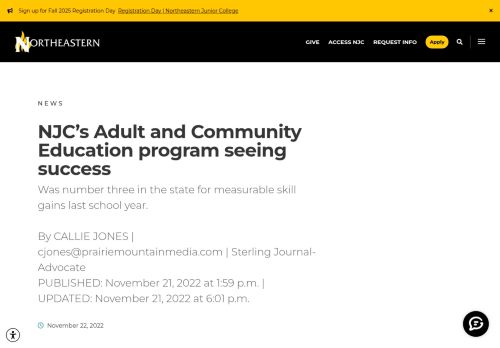 Sign up for Fall 2025 Registration Day Registration Day | Northeastern Junior College ×
NORTHEASTERN GIVE ACCESS NJC REQUEST INFO Apply
NEWS
NJC's Adult and Community
Education program seeing
success
Was number three in the state for measurable skill
gains last school year.
By CALLIE JONES |
cjones@prairiemountainmedia.com | Sterling Journal-
Advocate
PUBLISHED: November 21, 2022 at 1:59 p.m. |
UPDATED: November 21, 2022 at 6:01 p.m.
November 22, 2022